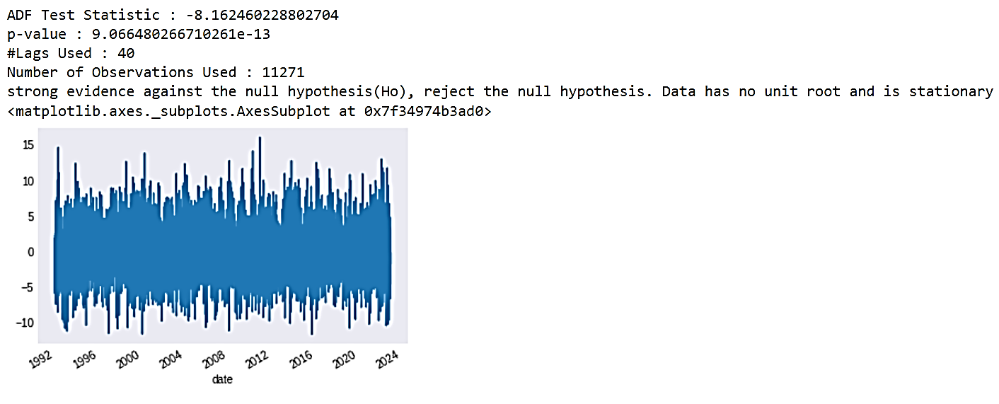 ADF Test Statistic : -8.162460228802704
p-value : 9.066480266710261e-13
#Lags Used : 40
Number of Observations Used : 11271
strong evidence against the null hypothesis(Ho), reject the null hypothesis. Data has no unit root and is stationary
<matplotlib.axes._subplots.AxesSubplot at 0x7f34974b3ad0>
15
10
5
0
−5
−10
1992 1996 2000 2004 2008 2012 2016 2020 2024
date